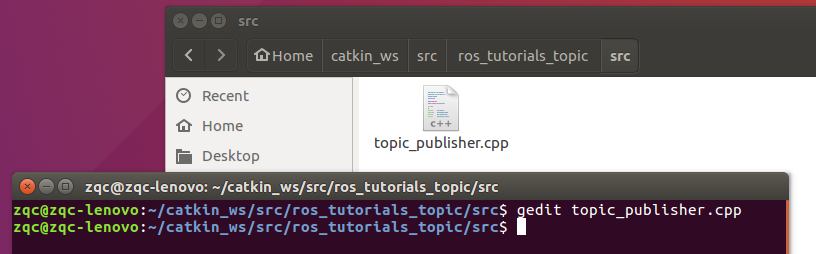 src
Home catkin_ws src ros_tutorials_topic src
Recent
Home
Desktop
c++
topic_publisher.cpp
zqc@zqc-lenovo: ~/catkin_ws/src/ros_tutorials_topic/src
zqc@zqc-lenovo:~/catkin_ws/src/ros_tutorials_topic/src$ gedit topic_publisher.cpp
zqc@zqc-lenovo:~/catkin_ws/src/ros_tutorials_topic/src$